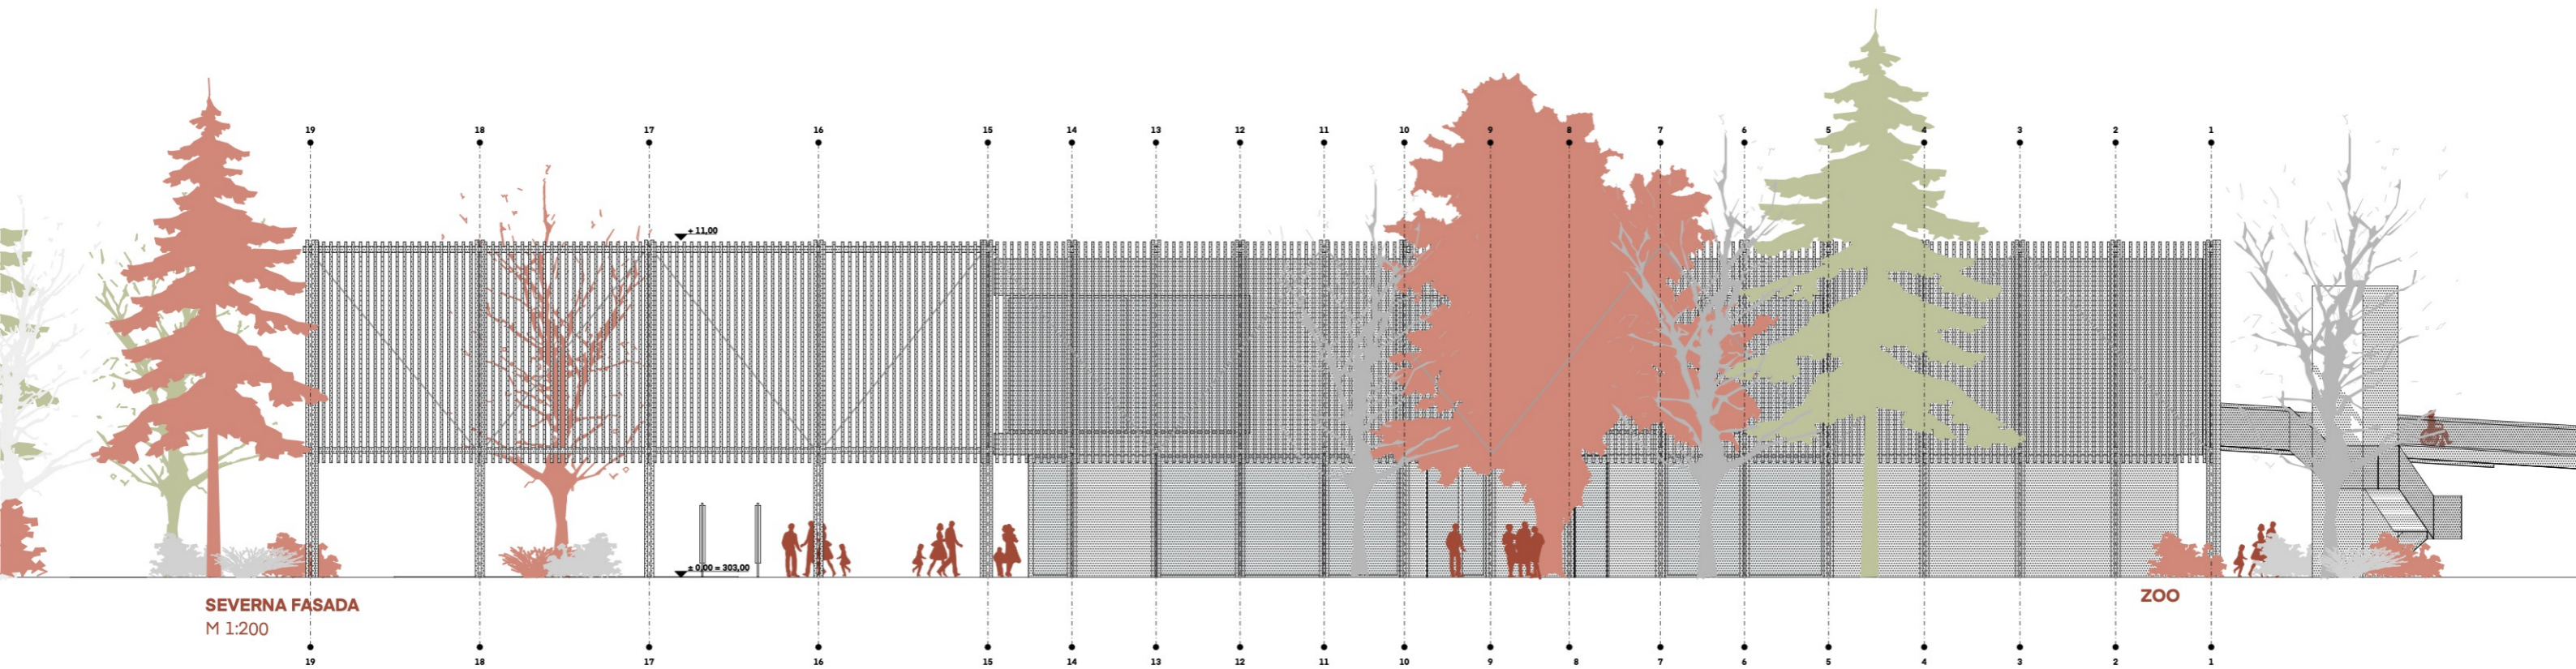 19 18 17 16 15 14 13 12 11 10 9 8 7 6 5 4 3 2 1
+ 11,00
± 0,00 = 303,00
SEVERNA FASADA
ZOO
M 1:200
19 18 17 16 15 14 13 12 11 10 9 8 7 6 5 4 3 2 1